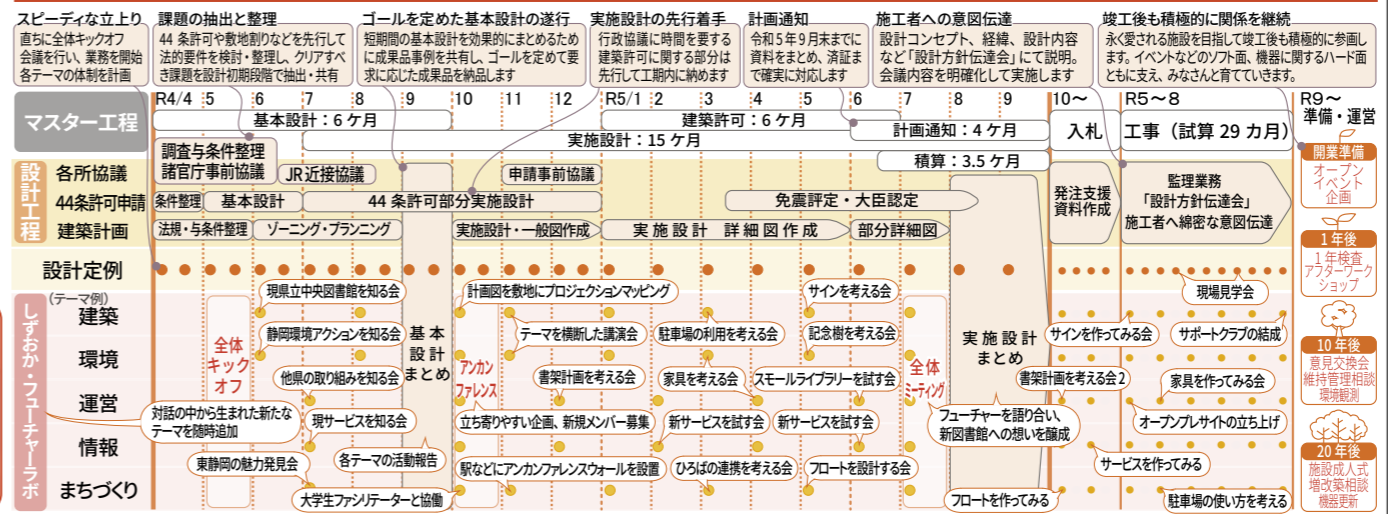 スピーディな立上り
直ちに全体キックオフ
会議を行い、業務を開始
各テーマの体制を計画
課題の抽出と整理
44条許可や敷地割りなどを先行して
法的要件を検討・整理し、クリアすべ
き課題を設計初期段階で抽出・共有
ゴールを定めた基本設計の遂行
短期間の基本設計を効果的にまとめるため
に成果品事例を共有し、ゴールを定めて要
求に応じた成果品を納品します
実施設計の先行着手
行政協議に時間を要する
建築許可に関する部分は
先行して工期内に納めます
計画通知
令和5年9月末までに
資料をまとめ、済証ま
で確実に対応します
施工者への意図伝達
設計コンセプト、経緯、設計内容
など「設計方針伝達会」にて説明。
会議内容を明確化して実施します
竣工後も積極的に関係を継続
永く愛される施設を目指して竣工後も積極的に参画し
ます。イベントなどのソフト面、機器に関するハード面
ともに支え、みなさんと育てていきます。
マスター工程
R4/4 5 6 7 8 9 10 11 12 R5/1 2 3 4 5 6 7 8 9 10～ R5～8 R9～
準備・運営
基本設計：6ヶ月
建築許可：6ヶ月
計画通知：4ヶ月
実施設計：15ヶ月
積算：3.5ヶ月
入札
工事（試算29カ月）
設計工程
各所協議
調査与条件整理
諸官庁事前協議
JR近接協議
申請事前協議
44条許可申請
条件整理
基本設計
44条許可部分実施設計
免震評定・大臣認定
建築計画
法規・与条件整理
ゾーニング・プランニング
実施設計・一般図作成
実施設計 詳細図作成
部分詳細図
発注支援
資料作成
監理業務
「設計方針伝達会」
施工者へ綿密な意図伝達
設計定例
しずおか・フューチャーラボ
（テーマ例）
建築
環境
運営
情報
まちづくり
全体
キック
オフ
基本
設計
まとめ
アンカン
ファレンス
全体
ミーティング
実施設計
まとめ
現県立中央図書館を知る会
計画図を敷地にプロジェクションマッピング
サインを考える会
現場見学会
静岡環境アクションを知る会
テーマを横断した講演会
駐車場の利用を考える会
記念樹を考える会
サインを作ってみる会
サポートクラブの結成
他県の取り組みを知る会
書架計画を考える会
家具を考える会
スモールライブラリーを試す会
書架計画を考える会2
家具を作ってみる会
対話の中から生まれた新たな
テーマを随時追加
現サービスを知る会
立ち寄りやすい企画、新規メンバー募集
新サービスを試す会
新サービスを試す会
フューチャーを語り合い、
新図書館への想いを醸成
オープンプレサイトの立ち上げ
東静岡の魅力発見会
各テーマの活動報告
駅などにアンカンファレンスウォールを設置
ひろばの連携を考える会
フロートを設計する会
サービスを作ってみる
大学生ファシリテーターと協働
フロートを作ってみる
駐車場の使い方を考える
開業準備
オープン
イベント
企画
1年後
1年検査
アフターワーク
ショップ
10年後
意見交換会
維持管理相談
環境観測
20年後
施設成人式
増改築相談
機器更新